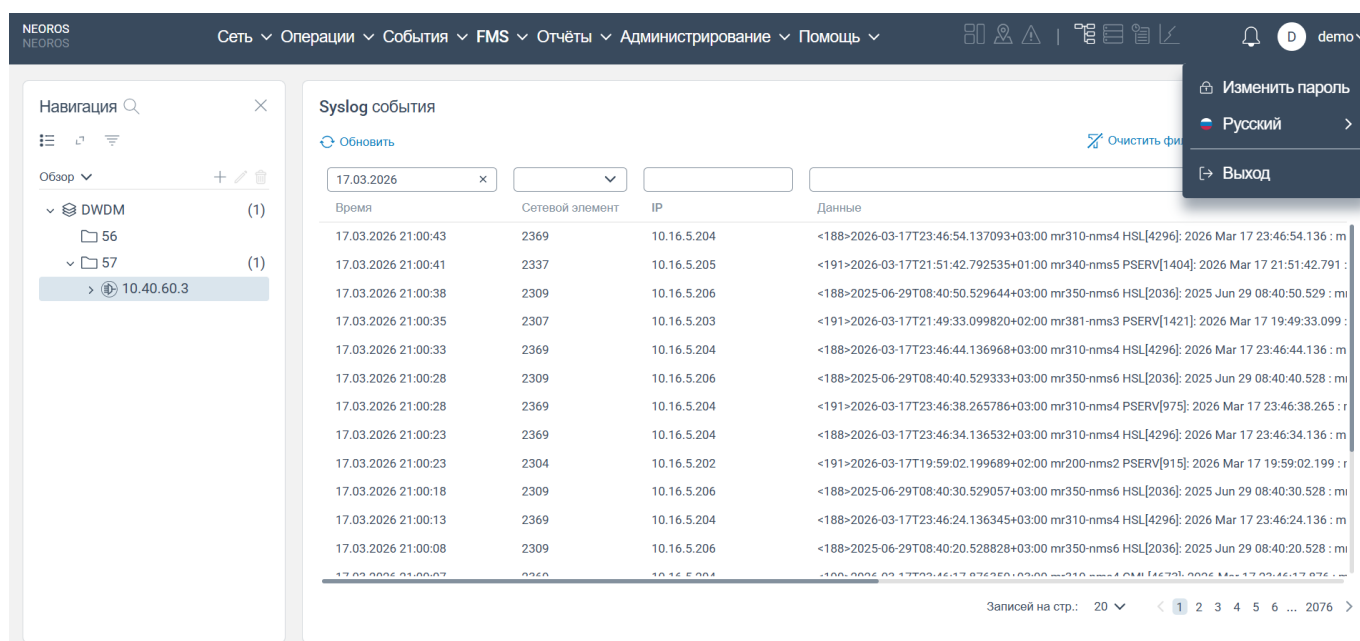 NEOROS
NEOROS
Сеть Операции События FMS Отчёты Администрирование Помощь
D demo
Изменить пароль
Русский
Выход
Навигация
Обзор
DWDM (1)
56
57 (1)
10.40.60.3
Syslog события
Обновить
Очистить фи
17.03.2026
Время Сетевой элемент IP Данные
17.03.2026 21:00:43 2369 10.16.5.204 <188>2026-03-17T23:46:54.137093+03:00 mr310-nms4 HSL[4296]: 2026 Mar 17 23:46:54.136 : m
17.03.2026 21:00:41 2337 10.16.5.205 <191>2026-03-17T21:51:42.792535+01:00 mr340-nms5 PSERV[1404]: 2026 Mar 17 21:51:42.791 :
17.03.2026 21:00:38 2309 10.16.5.206 <188>2025-06-29T08:40:50.529644+03:00 mr350-nms6 HSL[2036]: 2025 Jun 29 08:40:50.529 : mr
17.03.2026 21:00:35 2307 10.16.5.203 <191>2026-03-17T21:49:33.099820+02:00 mr381-nms3 PSERV[1421]: 2026 Mar 17 19:49:33.099 :
17.03.2026 21:00:33 2369 10.16.5.204 <188>2026-03-17T23:46:44.136968+03:00 mr310-nms4 HSL[4296]: 2026 Mar 17 23:46:44.136 : m
17.03.2026 21:00:28 2309 10.16.5.206 <188>2025-06-29T08:40:40.529333+03:00 mr350-nms6 HSL[2036]: 2025 Jun 29 08:40:40.528 : mr
17.03.2026 21:00:28 2369 10.16.5.204 <191>2026-03-17T23:46:38.265786+03:00 mr310-nms4 PSERV[975]: 2026 Mar 17 23:46:38.265 : r
17.03.2026 21:00:23 2369 10.16.5.204 <188>2026-03-17T23:46:34.136532+03:00 mr310-nms4 HSL[4296]: 2026 Mar 17 23:46:34.136 : m
17.03.2026 21:00:23 2304 10.16.5.202 <191>2026-03-17T19:59:02.199689+02:00 mr200-nms2 PSERV[915]: 2026 Mar 17 19:59:02.199 : r
17.03.2026 21:00:18 2309 10.16.5.206 <188>2025-06-29T08:40:30.529057+03:00 mr350-nms6 HSL[2036]: 2025 Jun 29 08:40:30.528 : mr
17.03.2026 21:00:13 2369 10.16.5.204 <188>2026-03-17T23:46:24.136345+03:00 mr310-nms4 HSL[4296]: 2026 Mar 17 23:46:24.136 : m
17.03.2026 21:00:08 2309 10.16.5.206 <188>2025-06-29T08:40:20.528828+03:00 mr350-nms6 HSL[2036]: 2025 Jun 29 08:40:20.528 : mr
17.03.2026 21:00:07 2369 10.16.5.204
Записей на стр.: 20 1 2 3 4 5 6 ... 2076